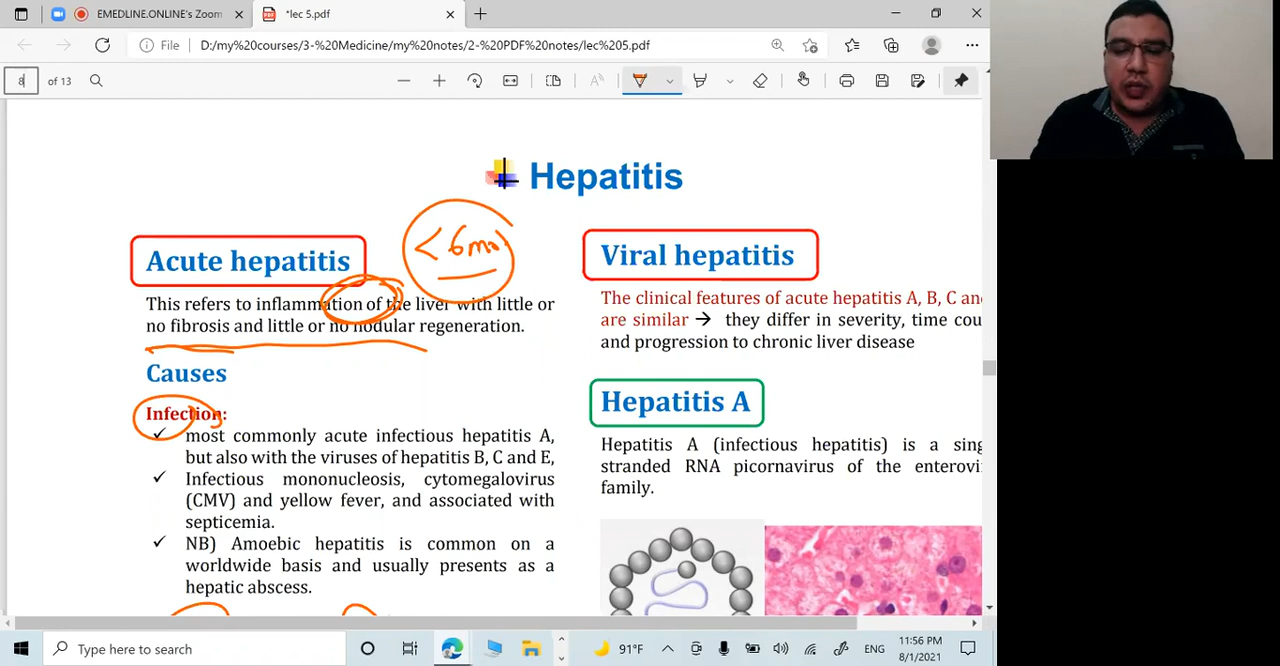 EMEDLINE.ONLINE's Zoom
*lec 5.pdf
File
D:/my%20courses/3-%20Medicine/my%20notes/2-%20PDF%20notes/lec%205.pdf
8
of 13
Hepatitis
< 6mo
Acute hepatitis
This refers to inflammation of the liver with little or
no fibrosis and little or no nodular regeneration.
Causes
Infection:
✓ most commonly acute infectious hepatitis A,
but also with the viruses of hepatitis B, C and E,
✓ Infectious mononucleosis, cytomegalovirus
(CMV) and yellow fever, and associated with
septicemia.
✓ NB) Amoebic hepatitis is common on a
worldwide basis and usually presents as a
hepatic abscess.
Viral hepatitis
The clinical features of acute hepatitis A, B, C an
are similar → they differ in severity, time cou
and progression to chronic liver disease
Hepatitis A
Hepatitis A (infectious hepatitis) is a sing
stranded RNA picornavirus of the enterovi
family.
Type here to search
91°F
ENG
11:56 PM
8/1/2021